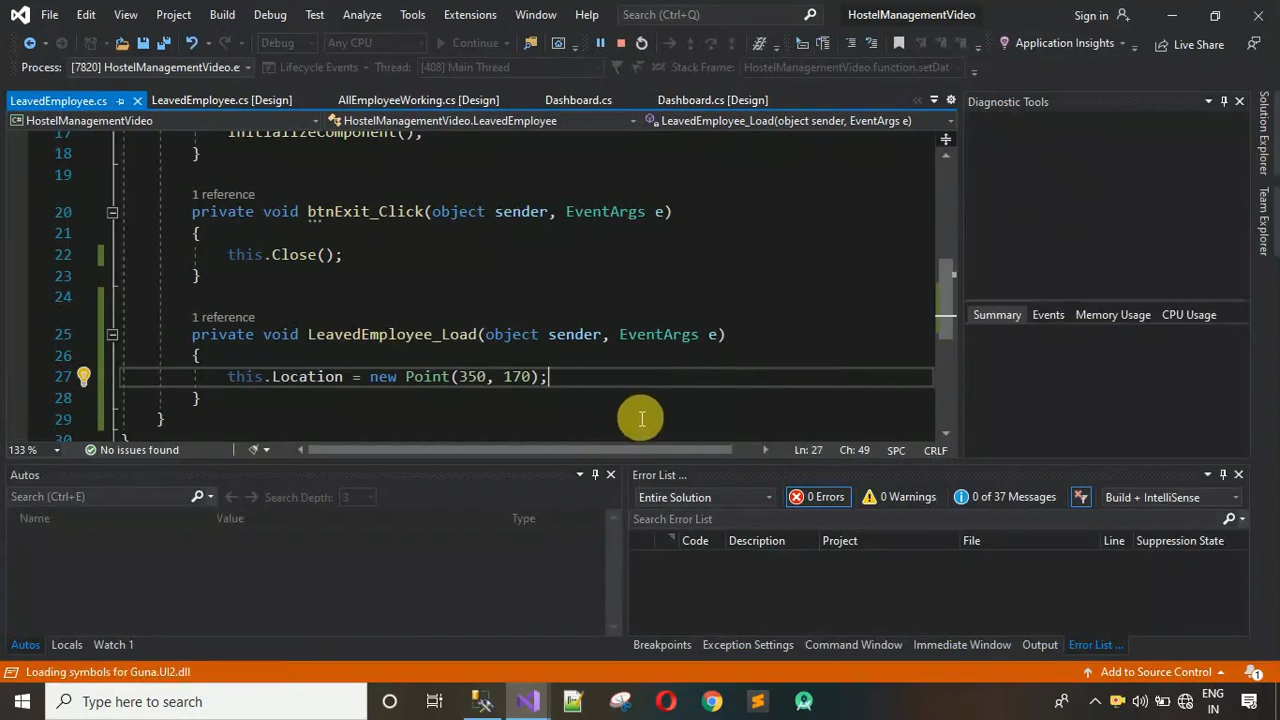 File Edit View Project Build Debug Test Analyze Tools Extensions Window Help Search (Ctrl+Q) HostelManagementVideo Sign in
Debug Any CPU Continue Application Insights Live Share
Process: [7820] HostelManagementVideo.e Lifecycle Events Thread: [408] Main Thread Stack Frame: HostelManagementVideo.function.setDat
LeavedEmployee.cs LeavedEmployee.cs [Design] AllEmployeeWorking.cs [Design] Dashboard.cs Dashboard.cs [Design]
HostelManagementVideo HostelManagementVideo.LeavedEmployee LeavedEmployee_Load(object sender, EventArgs e)
17 InitializeComponent();
18 }
19
1 reference
20 private void btnExit_Click(object sender, EventArgs e)
21 {
22 this.Close();
23 }
24
1 reference
25 private void LeavedEmployee_Load(object sender, EventArgs e)
26 {
27 this.Location = new Point(350, 170);
28 }
29 }
30 }
133 % No issues found Ln: 27 Ch: 49 SPC CRLF
Diagnostic Tools
Summary Events Memory Usage CPU Usage
Solution Explorer
Team Explorer
Autos
Search (Ctrl+E) Search Depth: 3
Name Value Type
Autos Locals Watch 1
Error List ...
Entire Solution 0 Errors 0 Warnings 0 of 37 Messages Build + IntelliSense
Search Error List
Code Description Project File Line Suppression State
Breakpoints Exception Settings Command Window Immediate Window Output Error List ...
Loading symbols for Guna.UI2.dll Add to Source Control 1
Type here to search ENG
IN